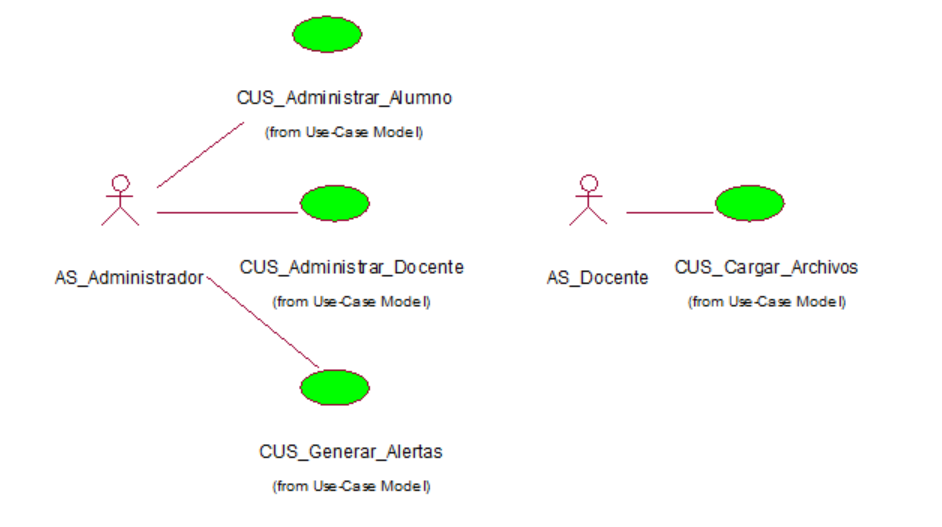 CUS_Administrar_Alumno
(from Use-Case Model)
AS_Administrador
CUS_Administrar_Docente
(from Use-Case Model)
AS_Docente
CUS_Cargar_Archivos
(from Use-Case Model)
CUS_Generar_Alertas
(from Use-Case Model)